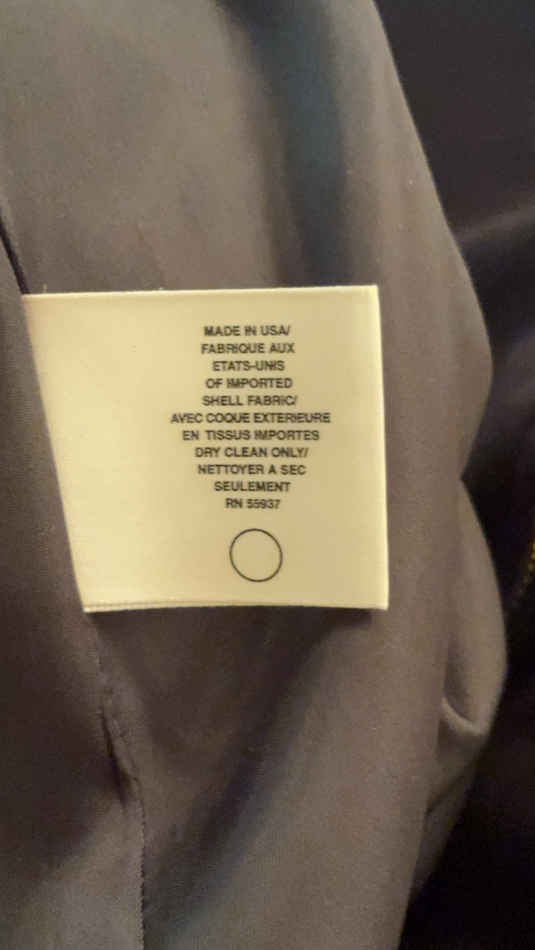 MADE IN USA/
FABRIQUE AUX
ETATS-UNIS
OF IMPORTED
SHELL FABRIC/
AVEC COQUE EXTERIEURE
EN TISSUS IMPORTES
DRY CLEAN ONLY/
NETTOYER A SEC
SEULEMENT
RN 55937